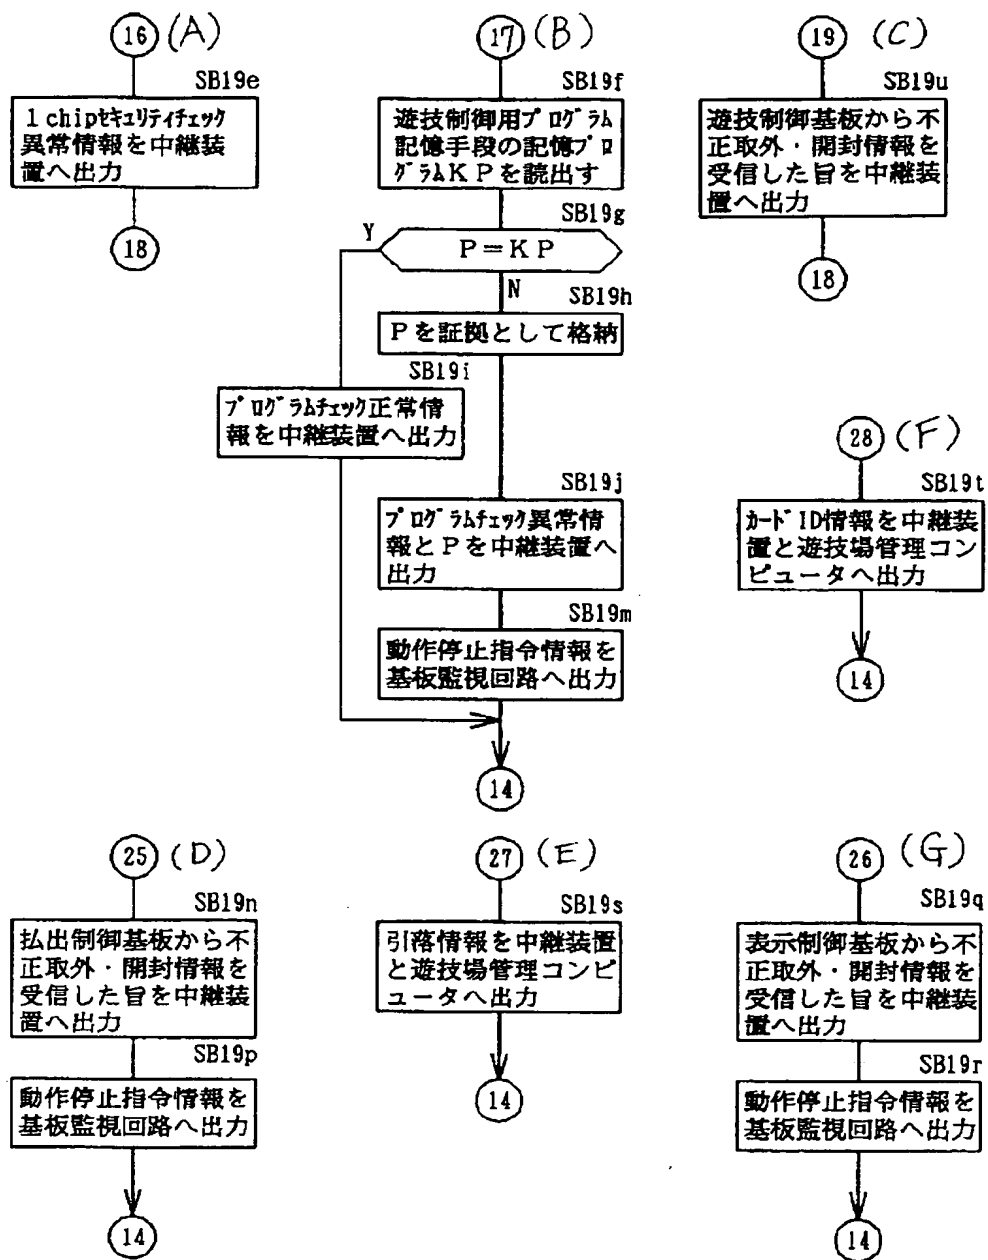 16 (A)
SB19e
1chipｾｷｭﾘﾃｨﾁｪｯｸ
異常情報を中継装
置へ出力
18
17 (B)
SB19f
遊技制御用ﾌﾟﾛｸﾞﾗﾑ
記憶手段の記憶ﾌﾟﾛ
ｸﾞﾗﾑKPを読出す
SB19g
Y
P=KP
N
SB19h
Pを証拠として格納
SB19i
ﾌﾟﾛｸﾞﾗﾑﾁｪｯｸ正常情
報を中継装置へ出力
SB19j
ﾌﾟﾛｸﾞﾗﾑﾁｪｯｸ異常情
報とPを中継装置へ
出力
SB19m
動作停止指令情報を
基板監視回路へ出力
14
19 (C)
SB19u
遊技制御基板から不
正取外・開封情報を
受信した旨を中継装
置へ出力
18
28 (F)
SB19t
ｶｰﾄﾞID情報を中継装
置と遊技場管理コン
ピュータへ出力
14
25 (D)
SB19n
払出制御基板から不
正取外・開封情報を
受信した旨を中継装
置へ出力
SB19p
動作停止指令情報を
基板監視回路へ出力
14
27 (E)
SB19s
引落情報を中継装置
と遊技場管理コンピ
ュータへ出力
14
26 (G)
SB19q
表示制御基板から不
正取外・開封情報を
受信した旨を中継装
置へ出力
SB19r
動作停止指令情報を
基板監視回路へ出力
14